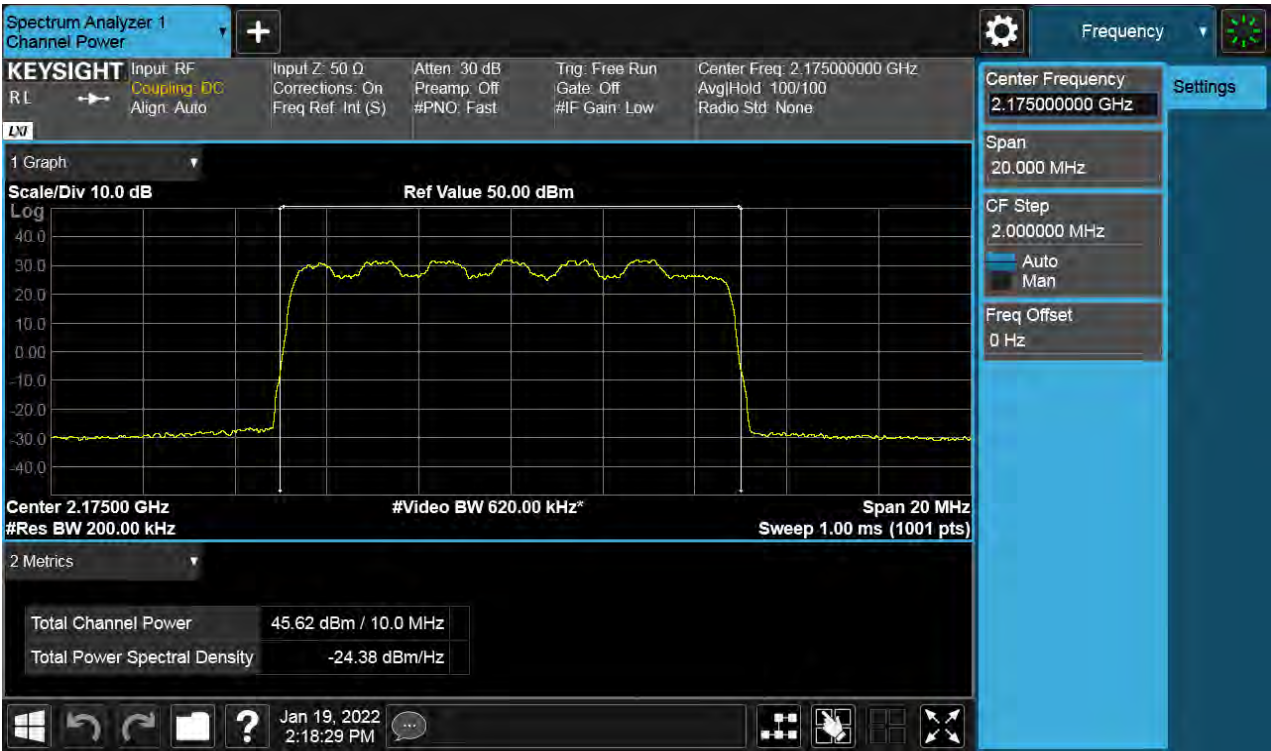 Spectrum Analyzer 1
Channel Power
+
Frequency
KEYSIGHT
R L
LXI
Input: RF
Coupling: DC
Align: Auto
Input Z: 50 Ω
Corrections: On
Freq Ref: Int (S)
Atten: 30 dB
Preamp: Off
#PNO: Fast
Trig: Free Run
Gate: Off
#IF Gain: Low
Center Freq: 2.175000000 GHz
Avg|Hold: 100/100
Radio Std: None
Center Frequency
2.175000000 GHz
Settings
Span
20.000 MHz
CF Step
2.000000 MHz
Auto
Man
Freq Offset
0 Hz
1 Graph
Scale/Div 10.0 dB
Ref Value 50.00 dBm
Log
40.0
30.0
20.0
10.0
0.00
-10.0
-20.0
-30.0
-40.0
Center 2.17500 GHz
#Video BW 620.00 kHz*
Span 20 MHz
#Res BW 200.00 kHz
Sweep 1.00 ms (1001 pts)
2 Metrics
Total Channel Power 45.62 dBm / 10.0 MHz
Total Power Spectral Density -24.38 dBm/Hz
?
Jan 19, 2022
2:18:29 PM